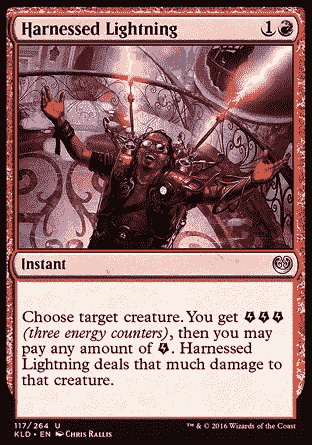 Harnessed Lightning 1
Instant
Choose target creature. You get
(three energy counters), then you may
pay any amount of . Harnessed
Lightning deals that much damage to
that creature.
117/264 U
KLD • EN Chris Rallis
™ & © 2016 Wizards of the Coast